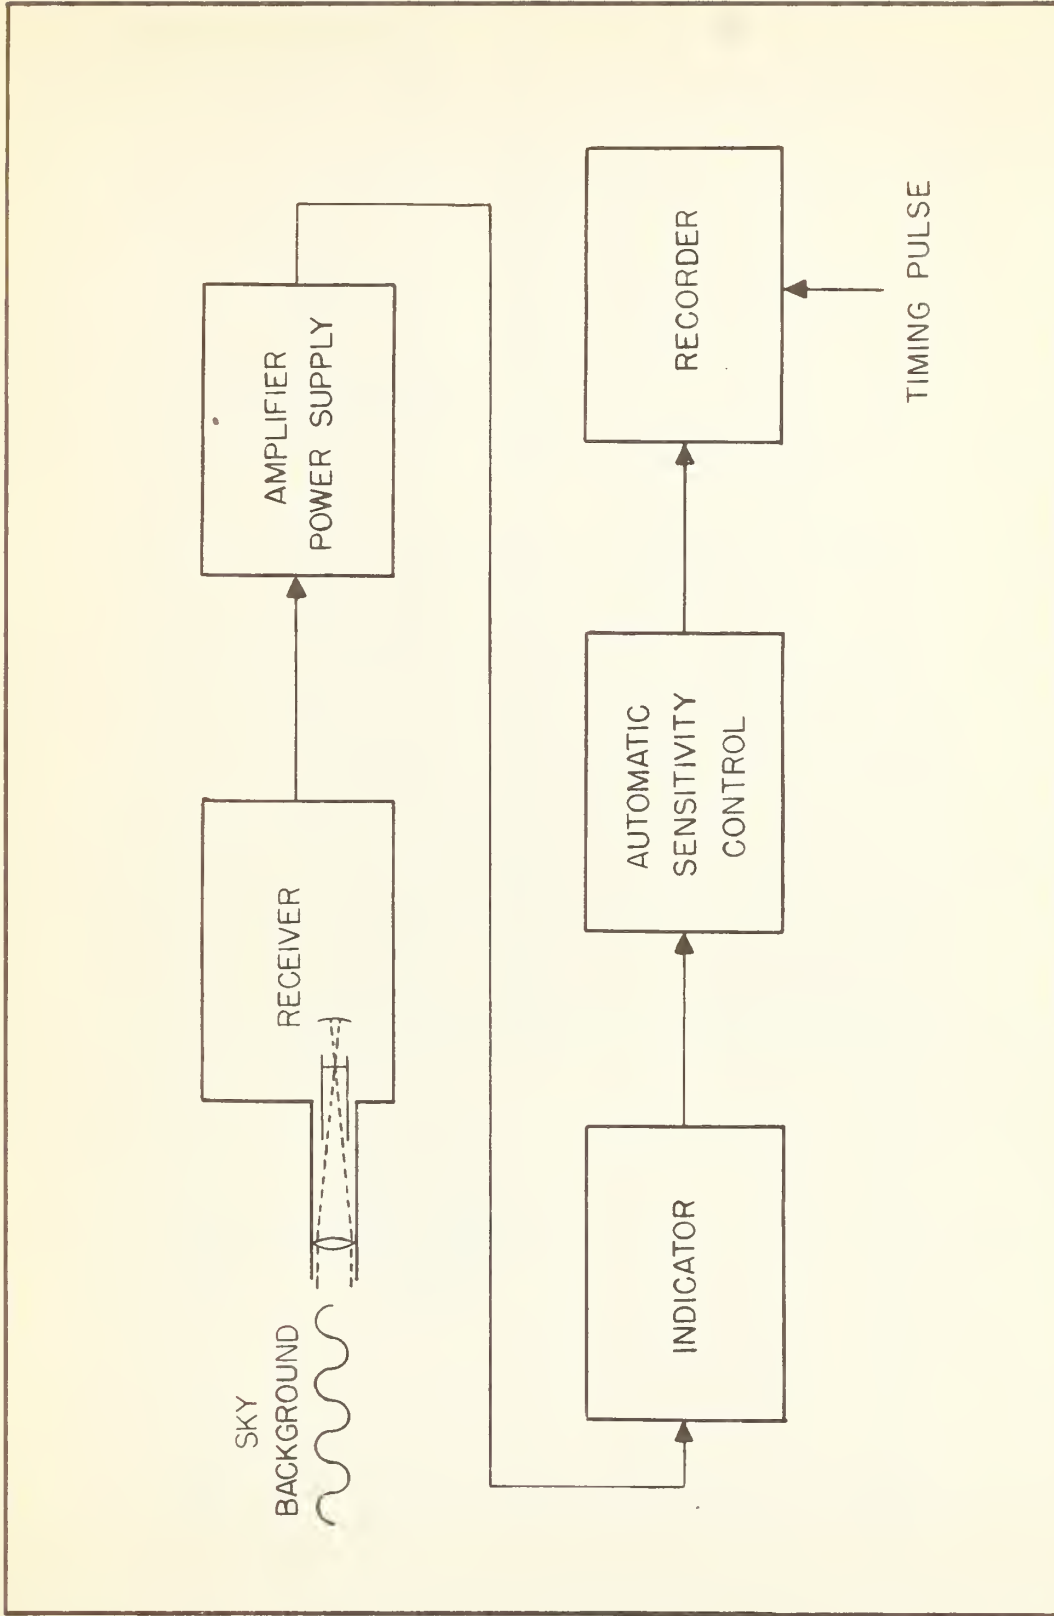 SKY
BACKGROUND
RECEIVER
AMPLIFIER
POWER SUPPLY
INDICATOR
AUTOMATIC
SENSITIVITY
CONTROL
RECORDER
TIMING PULSE